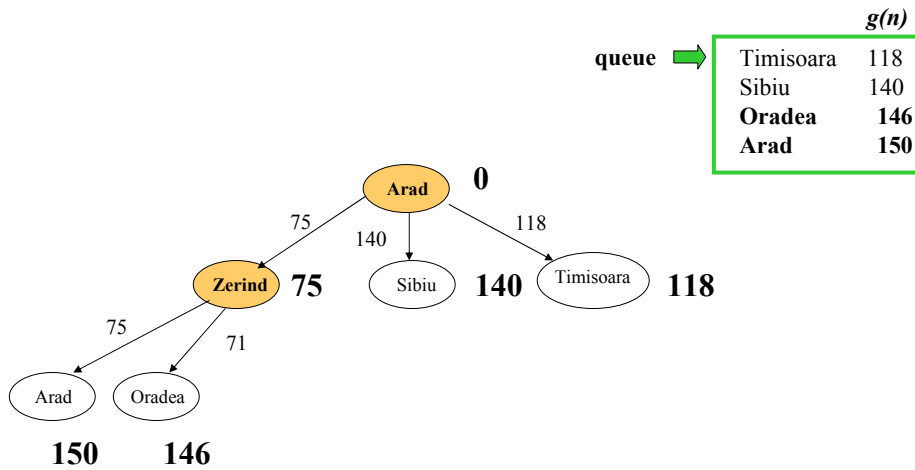 g(n)
queue
Timisoara 118
Sibiu 140
Oradea 146
Arad 150
Arad 0
75
140
118
Zerind 75
Sibiu 140
Timisoara 118
75
71
Arad
Oradea
150
146